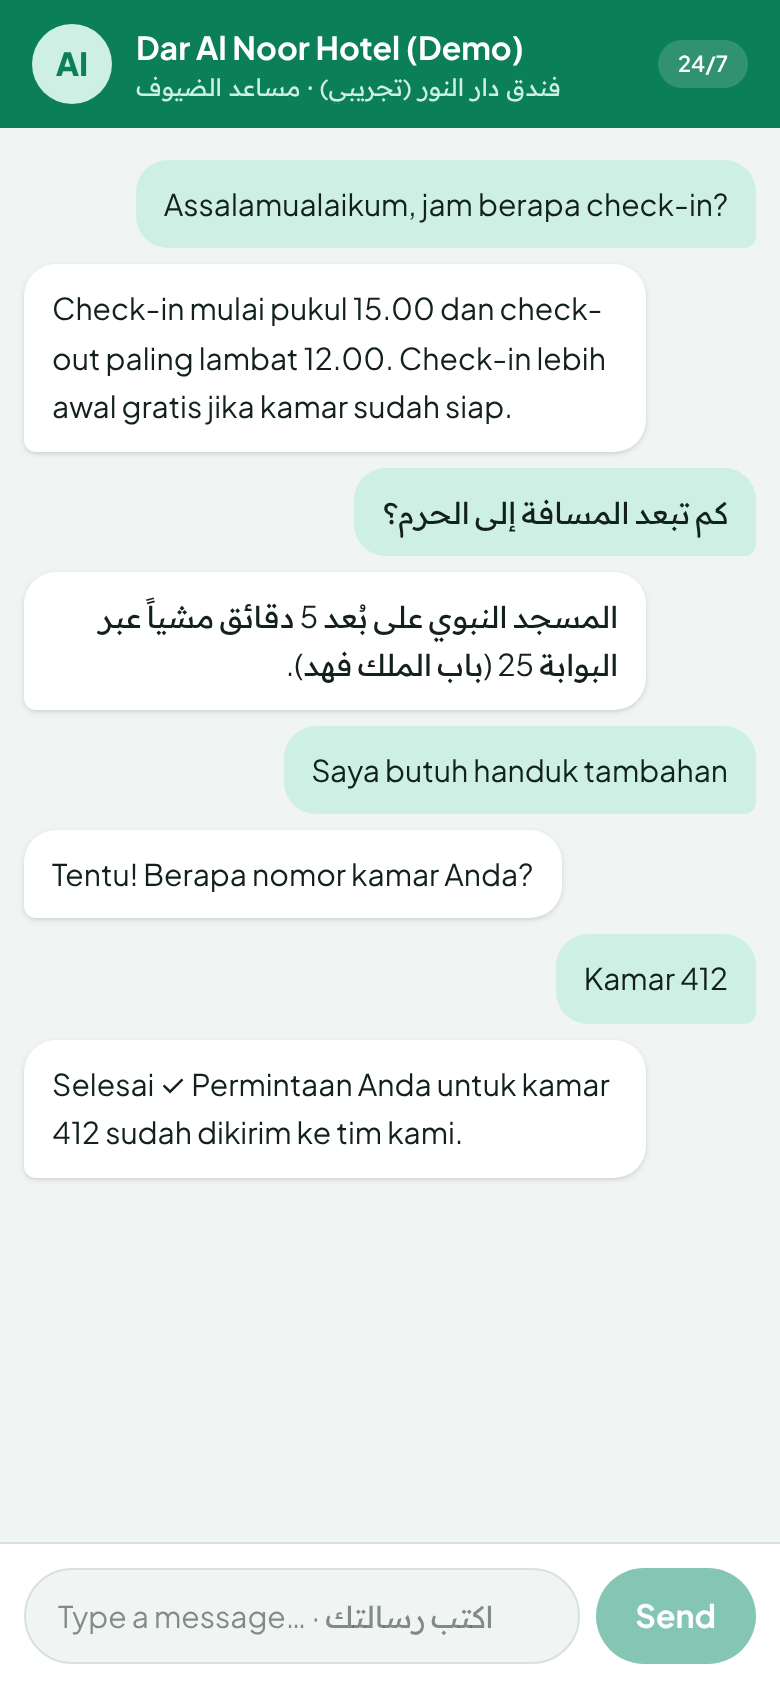 AI
Dar Al Noor Hotel (Demo)
فندق دار النور (تجريبي) · مساعد الضيوف
24/7
Assalamualaikum, jam berapa check-in?
Check-in mulai pukul 15.00 dan check-
out paling lambat 12.00. Check-in lebih
awal gratis jika kamar sudah siap.
كم تبعد المسافة إلى الحرم؟
المسجد النبوي على بُعد 5 دقائق مشياً عبر
البوابة 25 (باب الملك فهد).
Saya butuh handuk tambahan
Tentu! Berapa nomor kamar Anda?
Kamar 412
Selesai ✓ Permintaan Anda untuk kamar
412 sudah dikirim ke tim kami.
Type a message… · اكتب رسالتك
Send